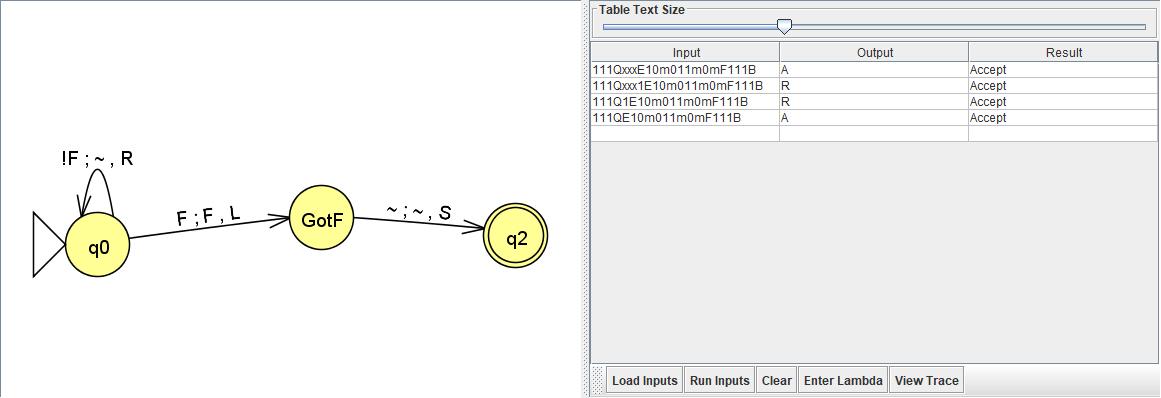 !F ; ~ , R
F ; F , L
~ ; ~ , S
q0
GotF
q2
Table Text Size
Input Output Result
111QxxxE10m011m0mF111B A Accept
111Qxxx1E10m011m0mF111B R Accept
111Q1E10m011m0mF111B R Accept
111QE10m011m0mF111B A Accept
Load Inputs Run Inputs Clear Enter Lambda View Trace